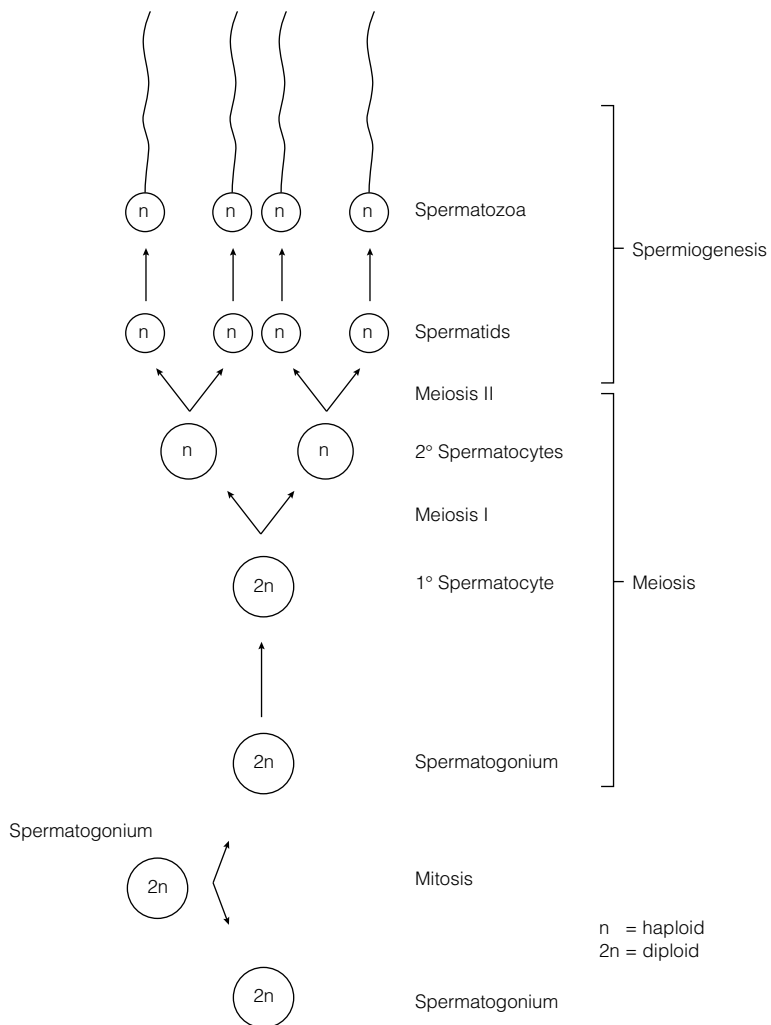 n n n n Spermatozoa
Spermiogenesis
n n n n Spermatids
Meiosis II
n n 2° Spermatocytes
Meiosis I
2n 1° Spermatocyte Meiosis
2n Spermatogonium
Spermatogonium
2n Mitosis
n = haploid
2n = diploid
2n Spermatogonium